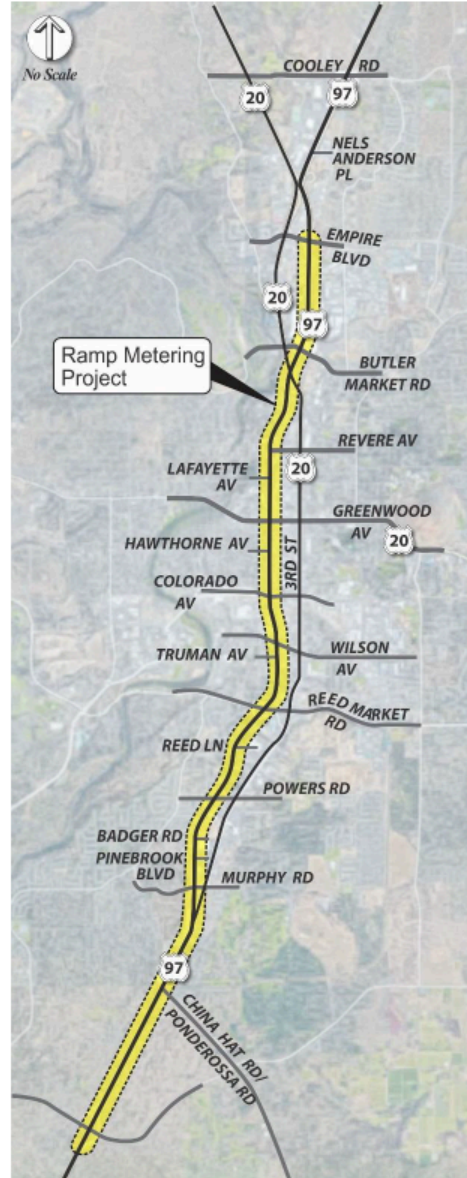 No Scale
COOLEY RD
20
97
NELS
ANDERSON
PL
EMPIRE
BLVD
20
97
Ramp Metering
Project
BUTLER
MARKET RD
REVERE AV
LAFAYETTE
AV
20
GREENWOOD
AV
20
HAWTHORNE AV
3RD ST
COLORADO
AV
TRUMAN AV
WILSON
AV
REED MARKET
RD
REED LN
POWERS RD
BADGER RD
PINEBROOK
BLVD
MURPHY RD
97
CHINA HAT RD/
PONDEROSSA RD